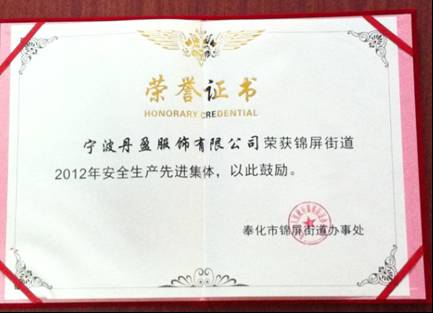 荣誉证书
HONORARY CREDENTIAL
宁波丹盈服饰有限公司荣获锦屏街道
2012年安全生产先进集体，以此鼓励。
奉化市锦屏街道办事处